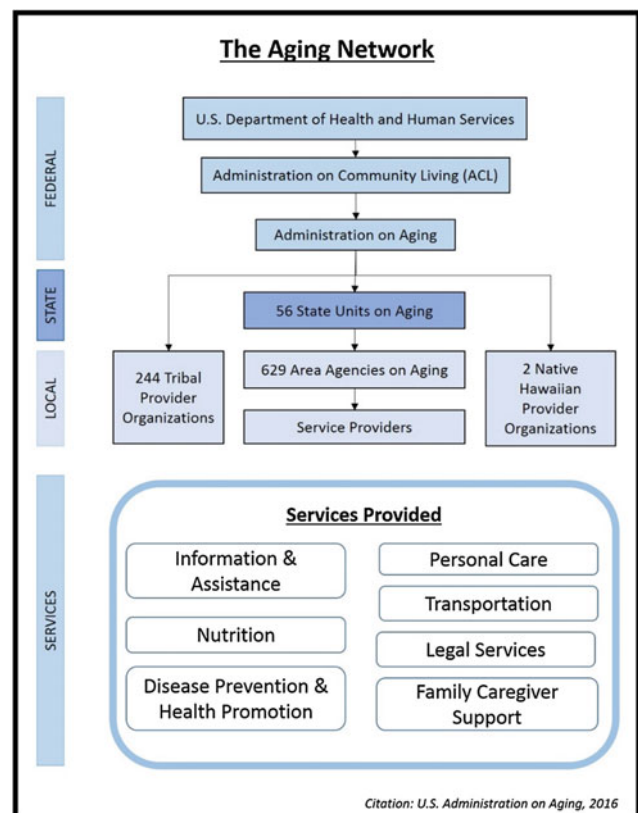 The Aging Network
FEDERAL
U.S. Department of Health and Human Services
Administration on Community Living (ACL)
Administration on Aging
STATE
56 State Units on Aging
LOCAL
244 Tribal
Provider
Organizations
629 Area Agencies on Aging
Service Providers
2 Native
Hawaiian
Provider
Organizations
SERVICES
Services Provided
Information &
Assistance
Nutrition
Disease Prevention &
Health Promotion
Personal Care
Transportation
Legal Services
Family Caregiver
Support
Citation: U.S. Administration on Aging, 2016